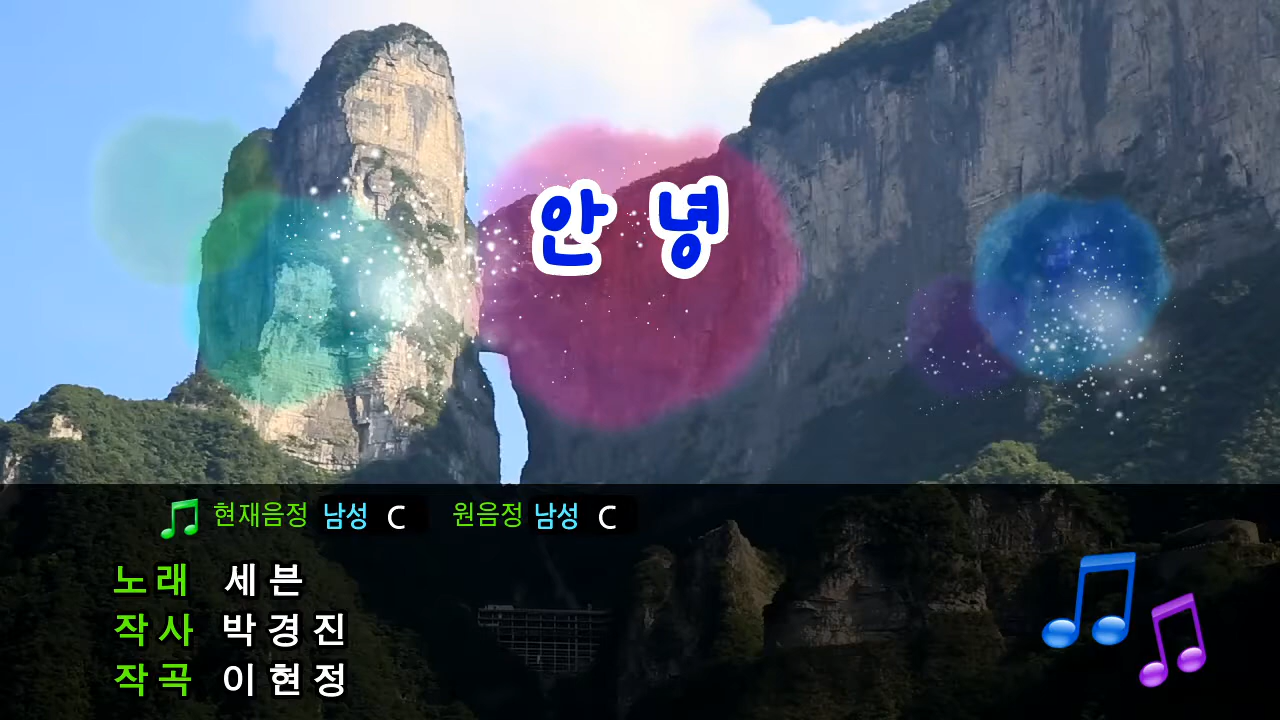 안 녕
현재음정 남성 C 원음정 남성 C
노 래 세 븐
작 사 박 경 진
작 곡 이 현 정